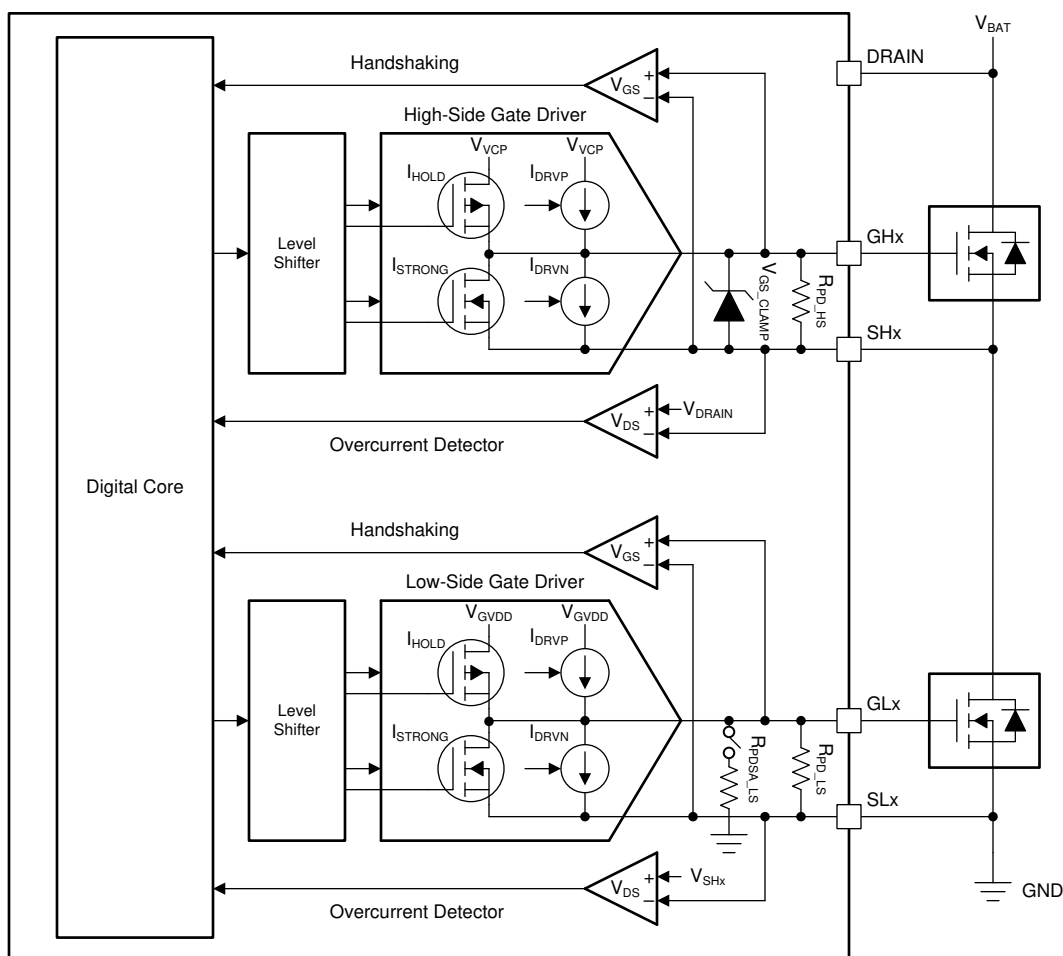 V_BAT
DRAIN
Handshaking
V_GS
+
−
High-Side Gate Driver
V_VCP
V_VCP
I_HOLD
I_DRVP
Level
Shifter
I_STRONG
I_DRVN
V_GS_CLAMP
R_PD_HS
GHx
SHx
V_DS
+
−
V_DRAIN
Overcurrent Detector
Digital Core
Handshaking
V_GS
+
−
Low-Side Gate Driver
V_GVDD
V_GVDD
I_HOLD
I_DRVP
Level
Shifter
I_STRONG
I_DRVN
R_PDSA_LS
R_PD_LS
GLx
SLx
V_DS
+
−
V_SHx
Overcurrent Detector
GND